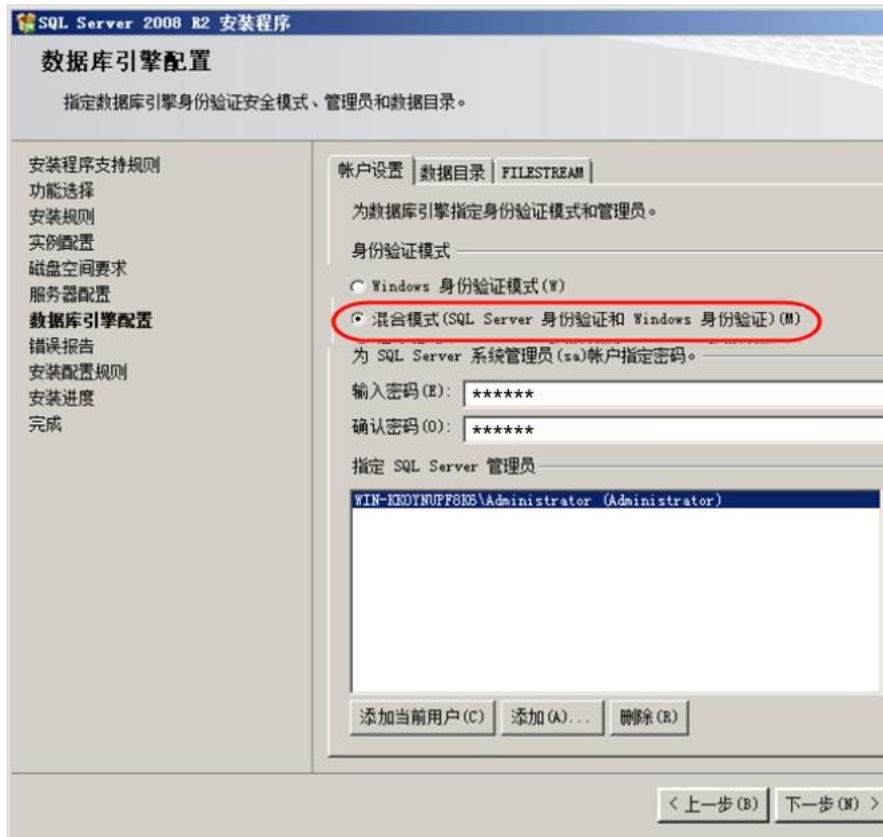 SQL Server 2008 R2 安装程序
数据库引擎配置
指定数据库引擎身份验证安全模式、管理员和数据目录。
安装程序支持规则
功能选择
安装规则
实例配置
磁盘空间要求
服务器配置
数据库引擎配置
错误报告
安装配置规则
安装进度
完成
帐户设置 数据目录 FILESTREAM
为数据库引擎指定身份验证模式和管理员。
身份验证模式
Windows 身份验证模式(W)
混合模式(SQL Server 身份验证和 Windows 身份验证)(M)
为 SQL Server 系统管理员(sa)帐户指定密码。
输入密码(E): ******
确认密码(O): ******
指定 SQL Server 管理员
WIN-KKOYNUPF8K5\Administrator (Administrator)
添加当前用户(C) 添加(A)... 删除(R)
< 上一步(B) 下一步(N) >